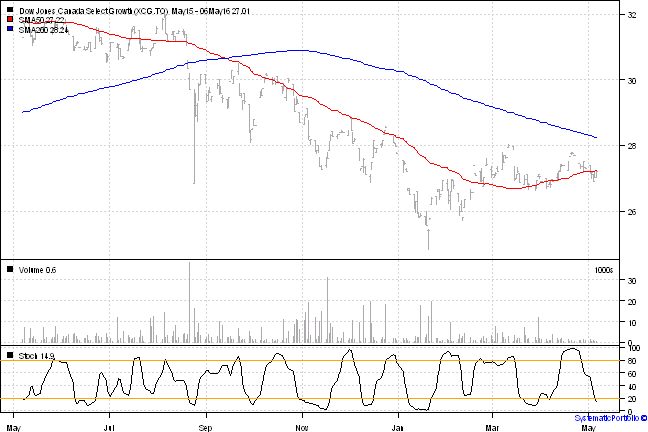 Dow Jones Canada Select Growth (XCG.TO) May15 - 06May16 27.01
SMA50 27.22
SMA200 28.24
32
30
28
26
Volume 0.6
1000s
30
20
10
0
Stoch 14.9
100
80
60
40
20
0
May
Jul
Sep
Nov
Jan
Mar
May
SystematicPortfolio ©